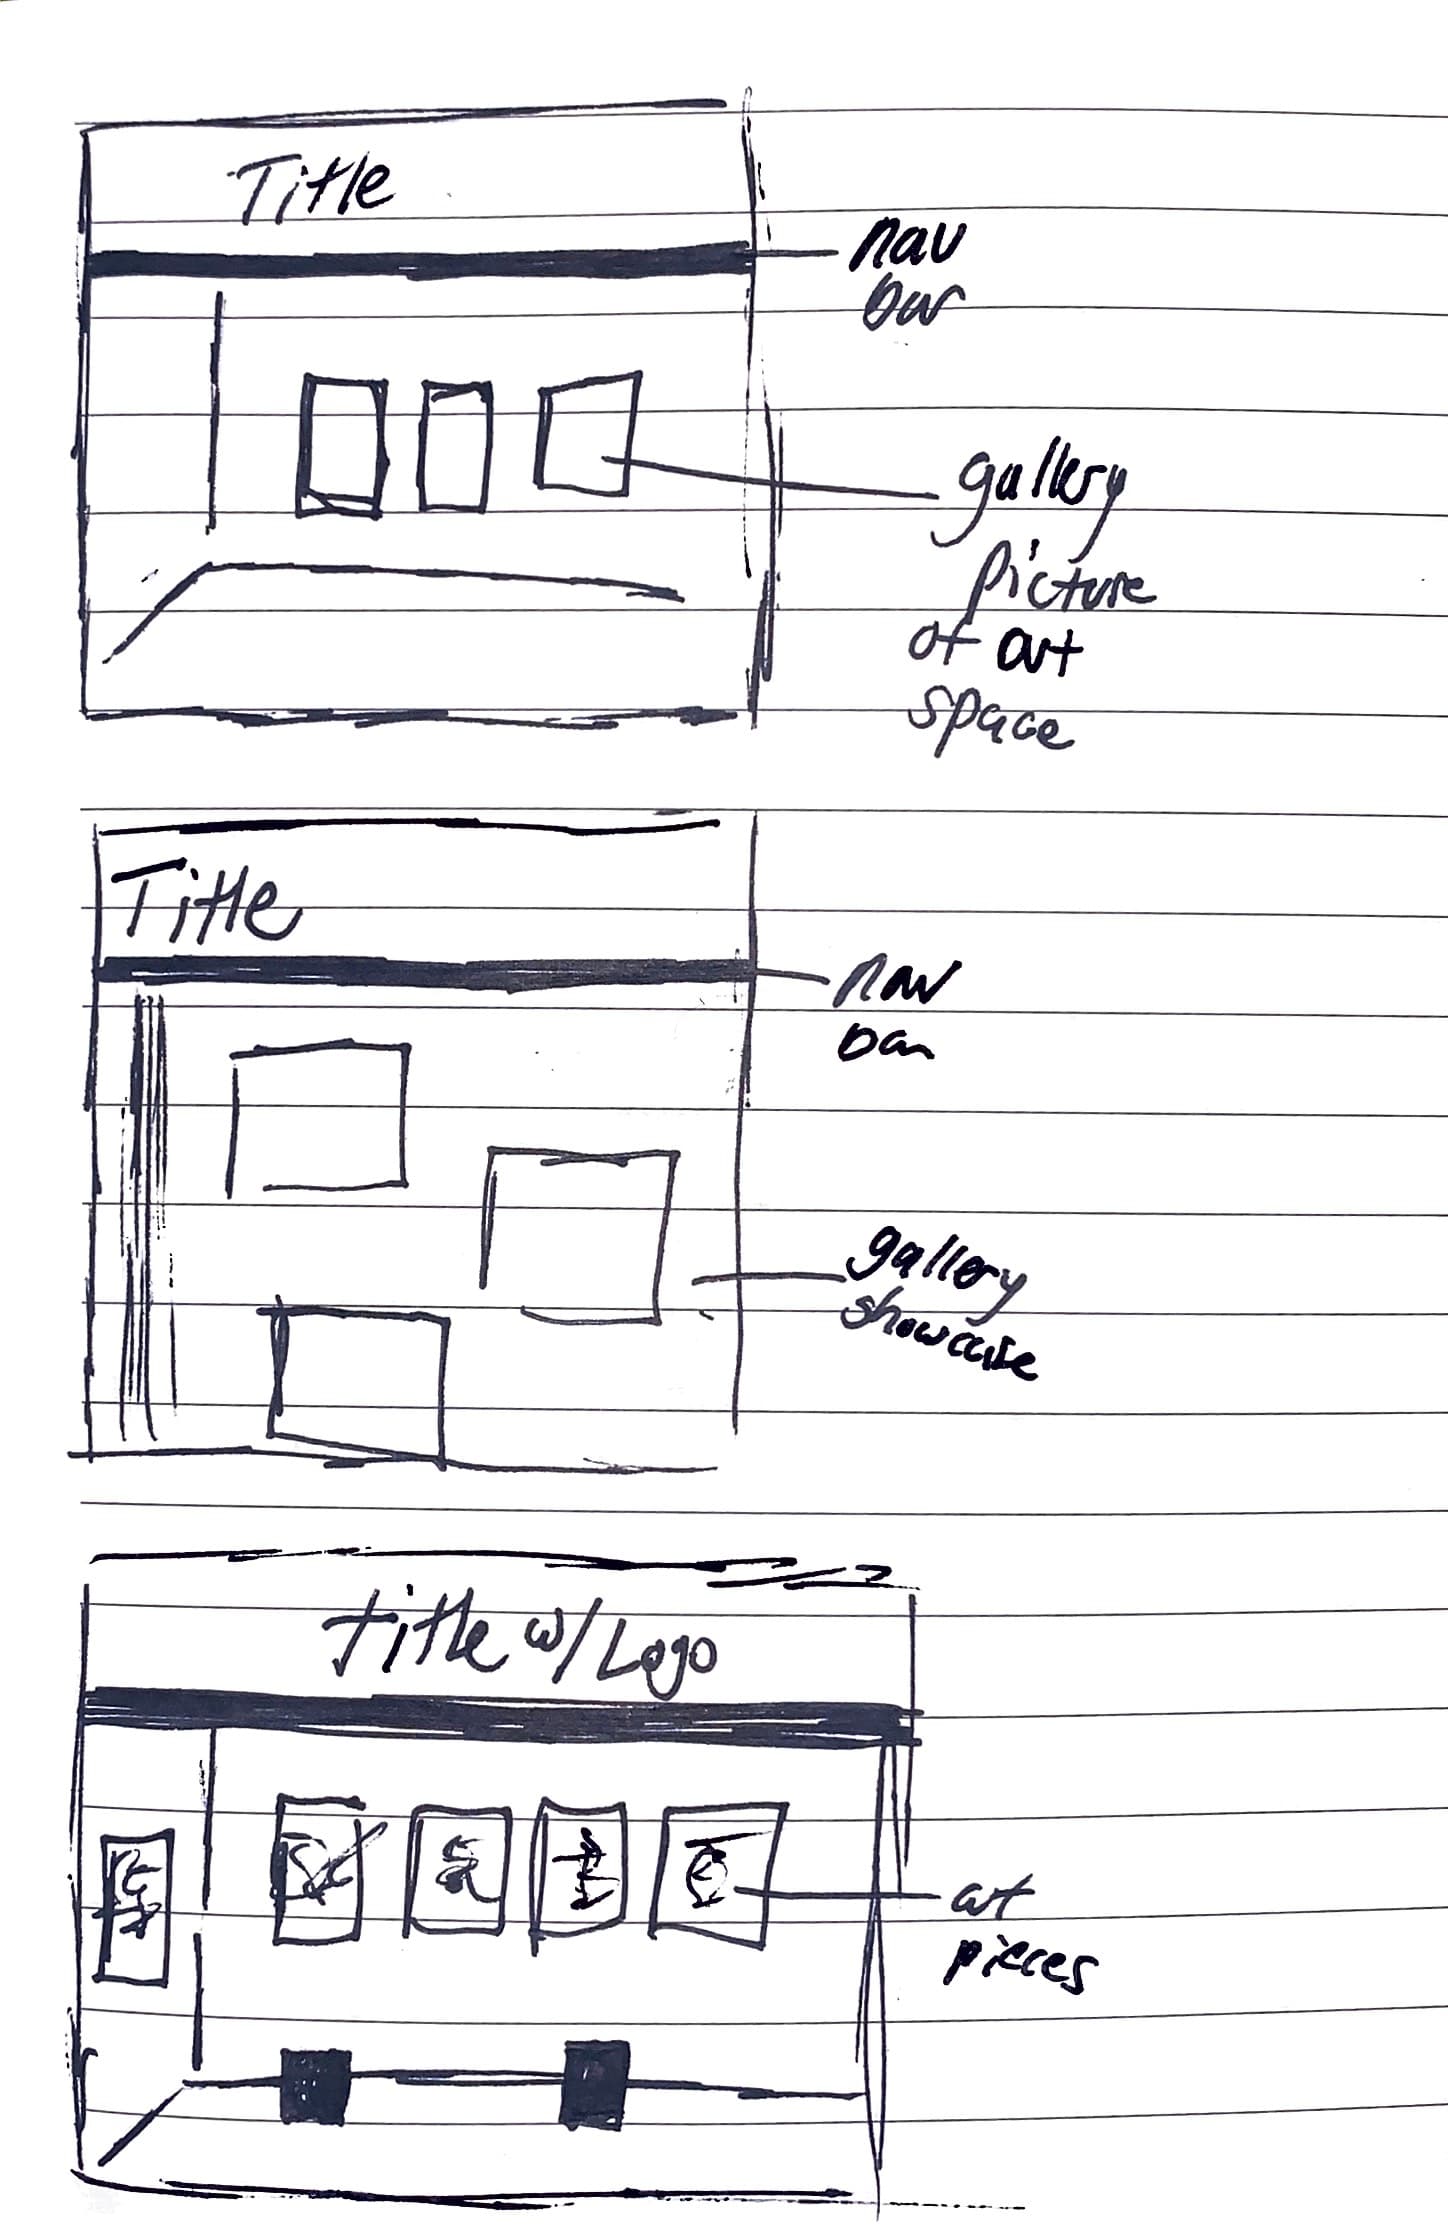 Title
nav
bar
gallery
picture
of art
space
Title
nav
bar
gallery
showcase
title w/ Logo
art
pieces